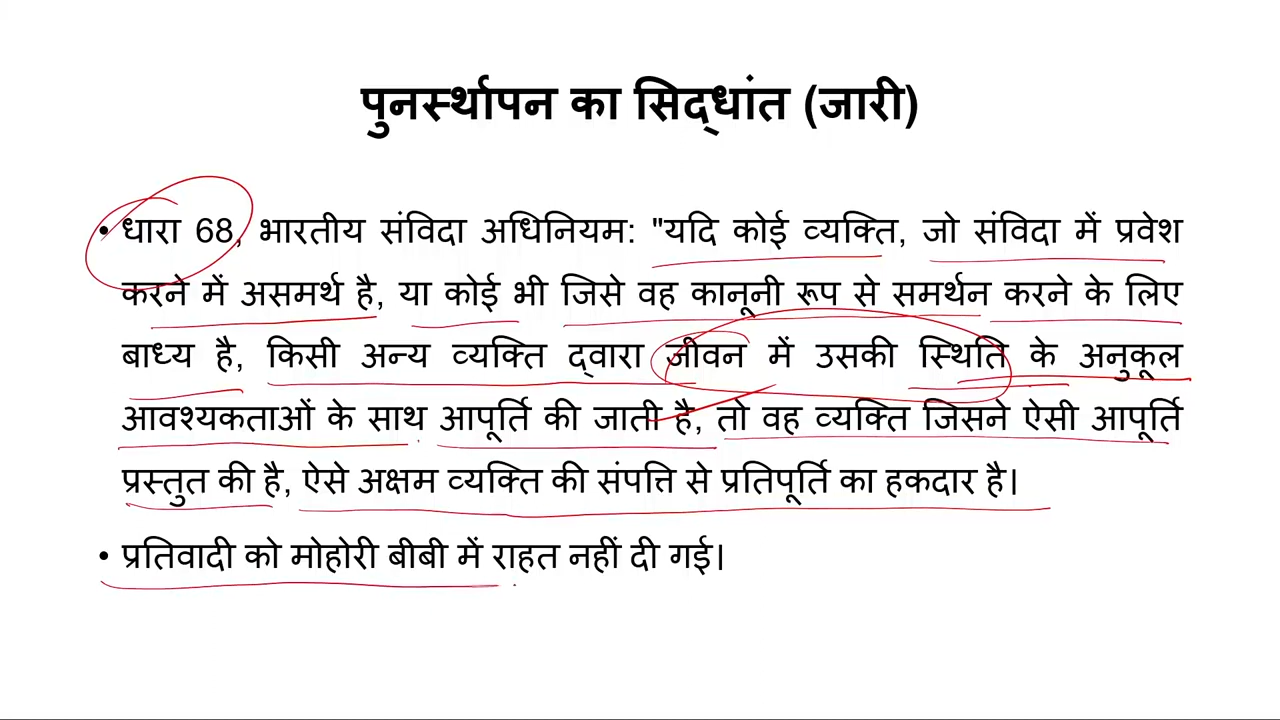 पुनर्स्थापन का सिद्धांत (जारी)
• धारा 68, भारतीय संविदा अधिनियम: "यदि कोई व्यक्ति, जो संविदा में प्रवेश
करने में असमर्थ है, या कोई भी जिसे वह कानूनी रूप से समर्थन करने के लिए
बाध्य है, किसी अन्य व्यक्ति द्वारा जीवन में उसकी स्थिति के अनुकूल
आवश्यकताओं के साथ आपूर्ति की जाती है, तो वह व्यक्ति जिसने ऐसी आपूर्ति
प्रस्तुत की है, ऐसे अक्षम व्यक्ति की संपत्ति से प्रतिपूर्ति का हकदार है।
• प्रतिवादी को मोहोरी बीबी में राहत नहीं दी गई।